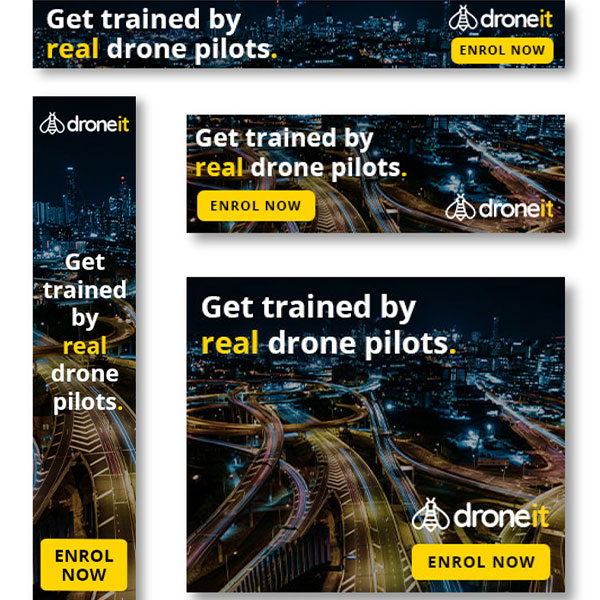 Get trained by
real drone pilots.
droneit
ENROL NOW
droneit
Get
trained
by
real
drone
pilots.
ENROL
NOW
Get trained by
real drone pilots.
ENROL NOW
droneit
Get trained by
real drone pilots.
droneit
ENROL NOW